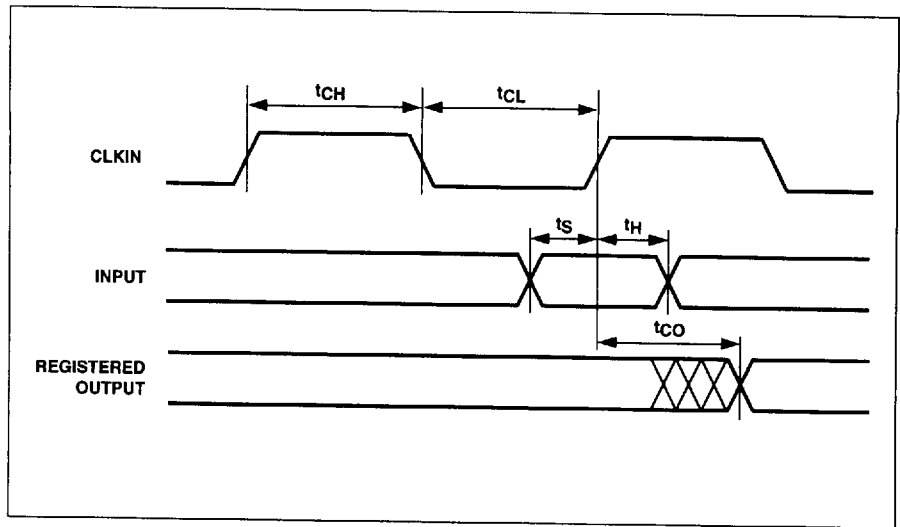 tCH
tCL
CLKIN
tS
tH
INPUT
tCO
REGISTERED
OUTPUT